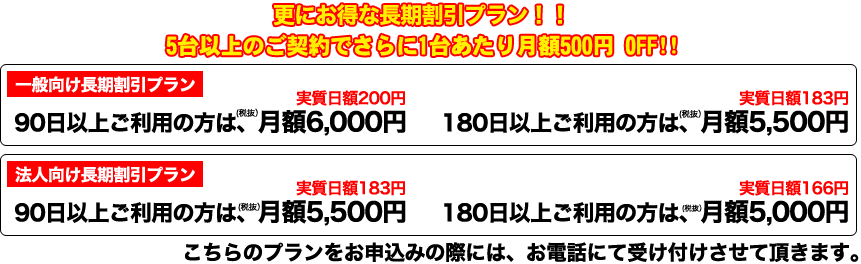 更にお得な長期割引プラン！！
5台以上のご契約でさらに1台あたり月額500円 OFF!!
一般向け長期割引プラン
実質日額200円
90日以上ご利用の方は、(税抜)月額6,000円
実質日額183円
180日以上ご利用の方は、(税抜)月額5,500円
法人向け長期割引プラン
実質日額183円
90日以上ご利用の方は、(税抜)月額5,500円
実質日額166円
180日以上ご利用の方は、(税抜)月額5,000円
こちらのプランをお申込みの際には、お電話にて受け付けさせて頂きます。